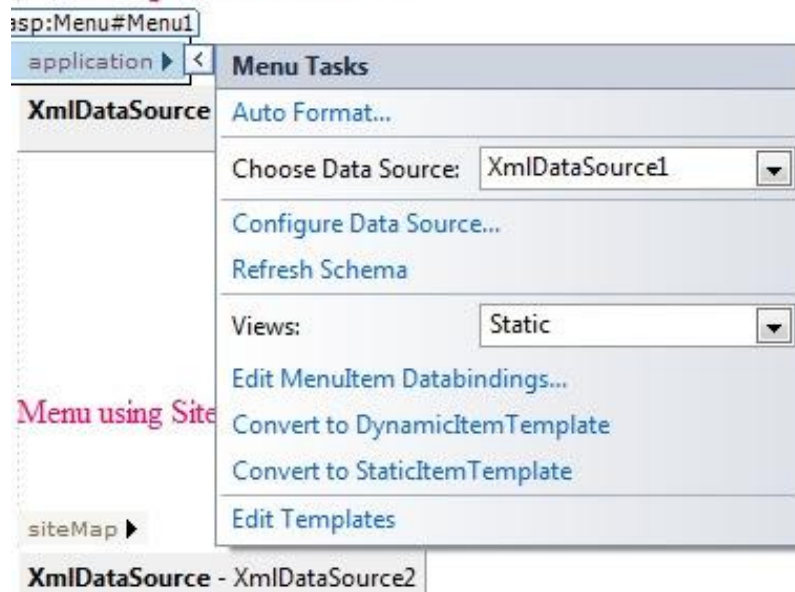 asp:Menu#Menu1
application
Menu Tasks
XmlDataSource
Auto Format...
Choose Data Source: XmlDataSource1
Configure Data Source...
Refresh Schema
Views: Static
Edit MenuItem Databindings...
Menu using Site
Convert to DynamicItemTemplate
Convert to StaticItemTemplate
Edit Templates
siteMap
XmlDataSource - XmlDataSource2